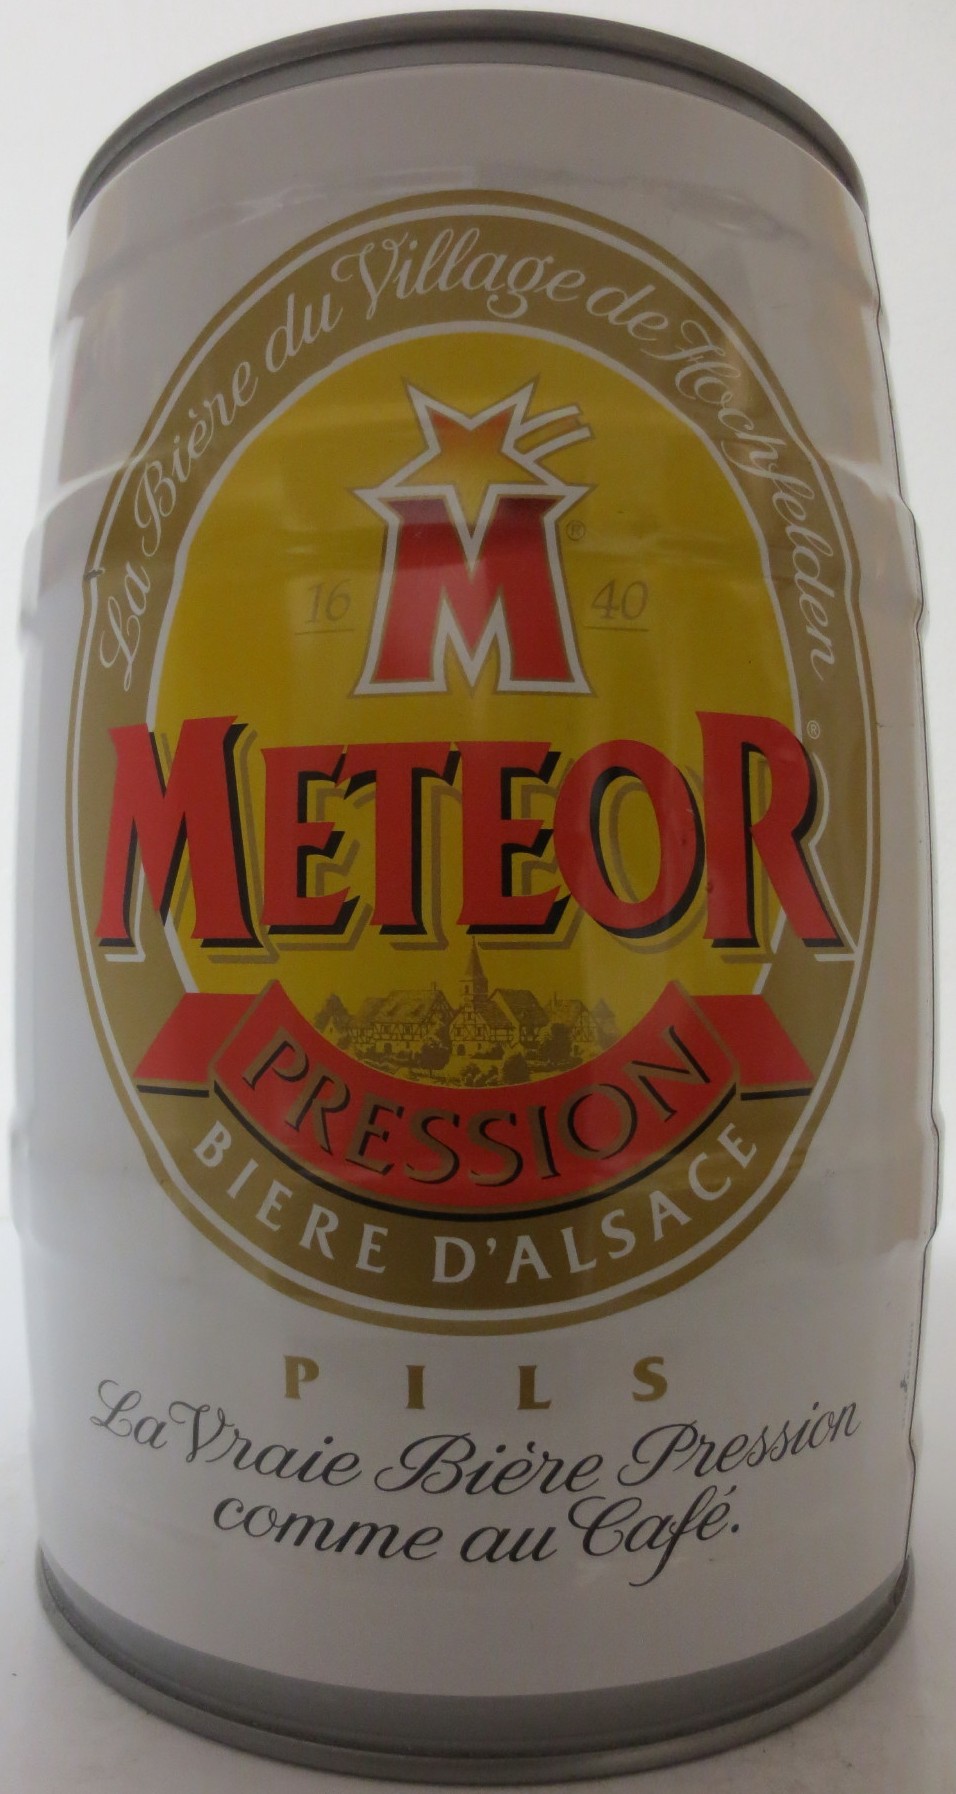 La Bière du Village de Hochfelden
M ®
16 40
METEOR ®
PRESSION
BIERE D'ALSACE
PILS
La Vraie Bière Pression
comme au Café.